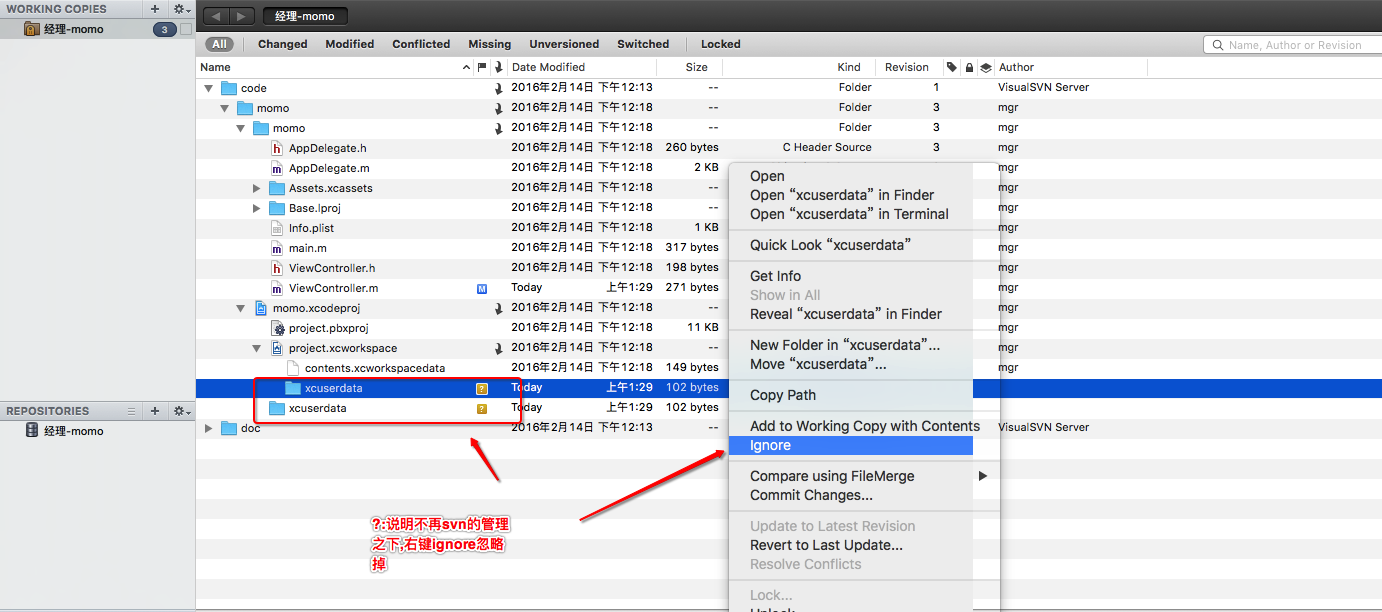 WORKING COPIES
经理-momo
3
经理-momo
All Changed Modified Conflicted Missing Unversioned Switched Locked
Name, Author or Revision
Name Date Modified Size Kind Revision Author
code 2016年2月14日 下午12:13 -- Folder 1 VisualSVN Server
momo 2016年2月14日 下午12:18 -- Folder 3 mgr
momo 2016年2月14日 下午12:18 -- Folder 3 mgr
AppDelegate.h 2016年2月14日 下午12:18 260 bytes C Header Source 3 mgr
AppDelegate.m 2016年2月14日 下午12:18 2 KB mgr
Assets.xcassets 2016年2月14日 下午12:18 -- mgr
Base.lproj 2016年2月14日 下午12:18 -- mgr
Info.plist 2016年2月14日 下午12:18 1 KB mgr
main.m 2016年2月14日 下午12:18 317 bytes mgr
ViewController.h 2016年2月14日 下午12:18 198 bytes mgr
ViewController.m M Today 上午1:29 271 bytes mgr
momo.xcodeproj 2016年2月14日 下午12:18 -- mgr
project.pbxproj 2016年2月14日 下午12:18 11 KB mgr
project.xcworkspace 2016年2月14日 下午12:18 -- mgr
contents.xcworkspacedata 2016年2月14日 下午12:18 149 bytes mgr
xcuserdata ? Today 上午1:29 102 bytes
xcuserdata ? Today 上午1:29 102 bytes
doc 2016年2月14日 下午12:13 -- VisualSVN Server
Open
Open “xcuserdata” in Finder
Open “xcuserdata” in Terminal
Quick Look “xcuserdata”
Get Info
Show in All
Reveal “xcuserdata” in Finder
New Folder in “xcuserdata”...
Move “xcuserdata”...
Copy Path
Add to Working Copy with Contents
Ignore
Compare using FileMerge
Commit Changes...
Update to Latest Revision
Revert to Last Update...
Resolve Conflicts
Lock...
REPOSITORIES
经理-momo
?:说明不再svn的管理
之下,右键ignore忽略
掉